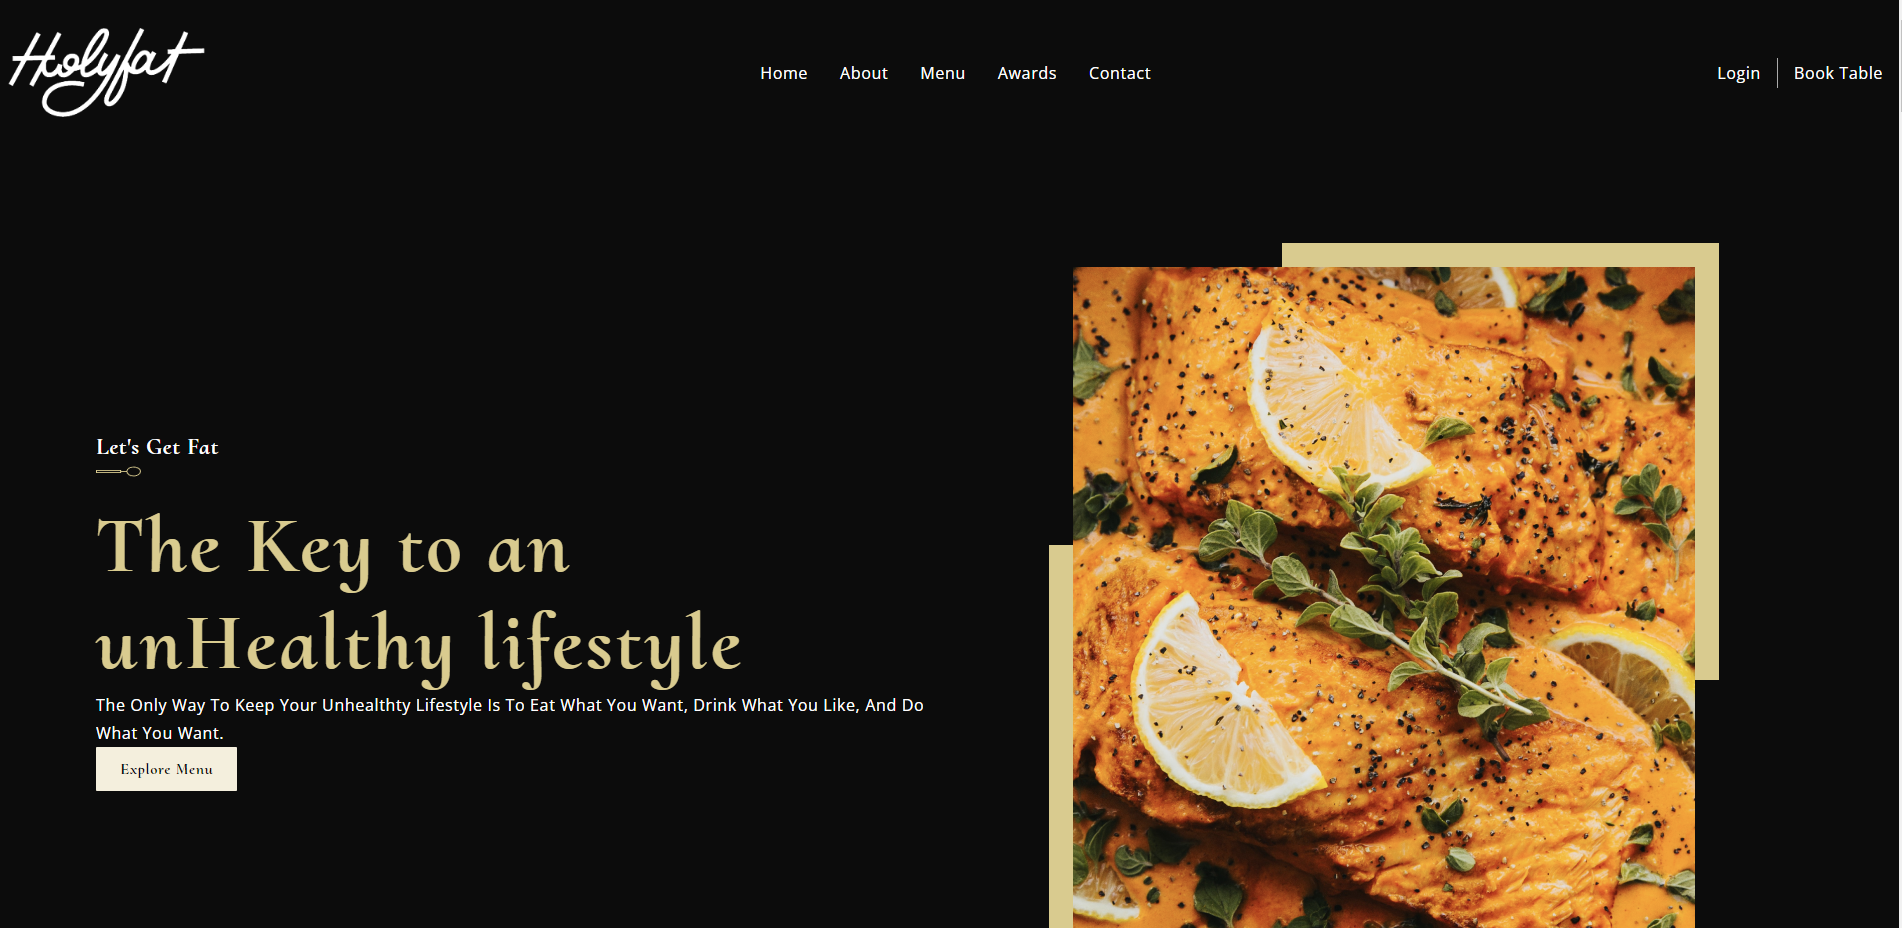 Holyfat
Home About Menu Awards Contact
Login Book Table
Let's Get Fat
The Key to an
unHealthy lifestyle
The Only Way To Keep Your Unhealthty Lifestyle Is To Eat What You Want, Drink What You Like, And Do
What You Want.
Explore Menu